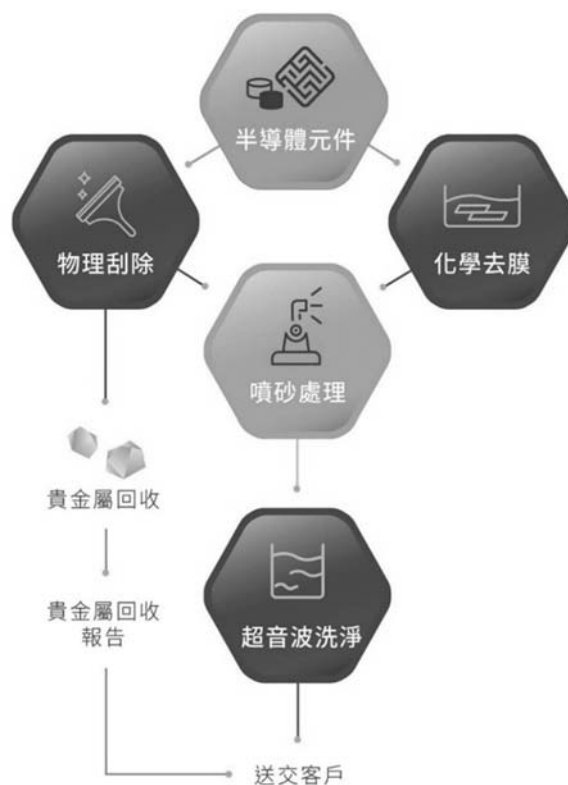 半導體元件
物理刮除
化學去膜
噴砂處理
貴金屬回收
貴金屬回收
報告
超音波洗淨
送交客戶